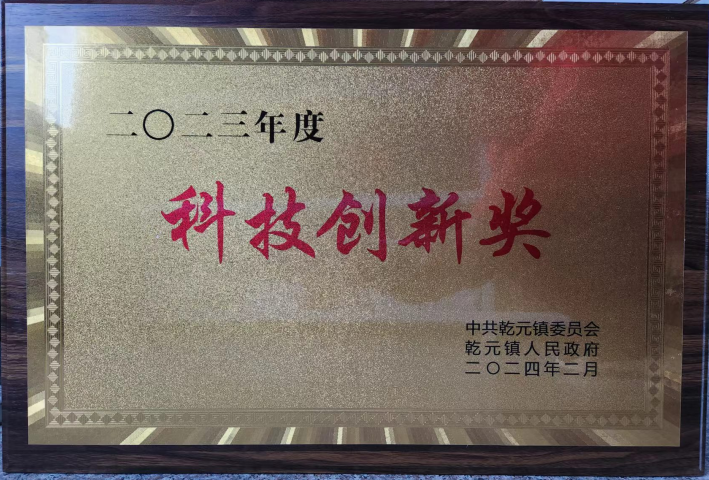 二〇二三年度
科技创新奖
中共乾元镇委员会
乾元镇人民政府
二〇二四年二月